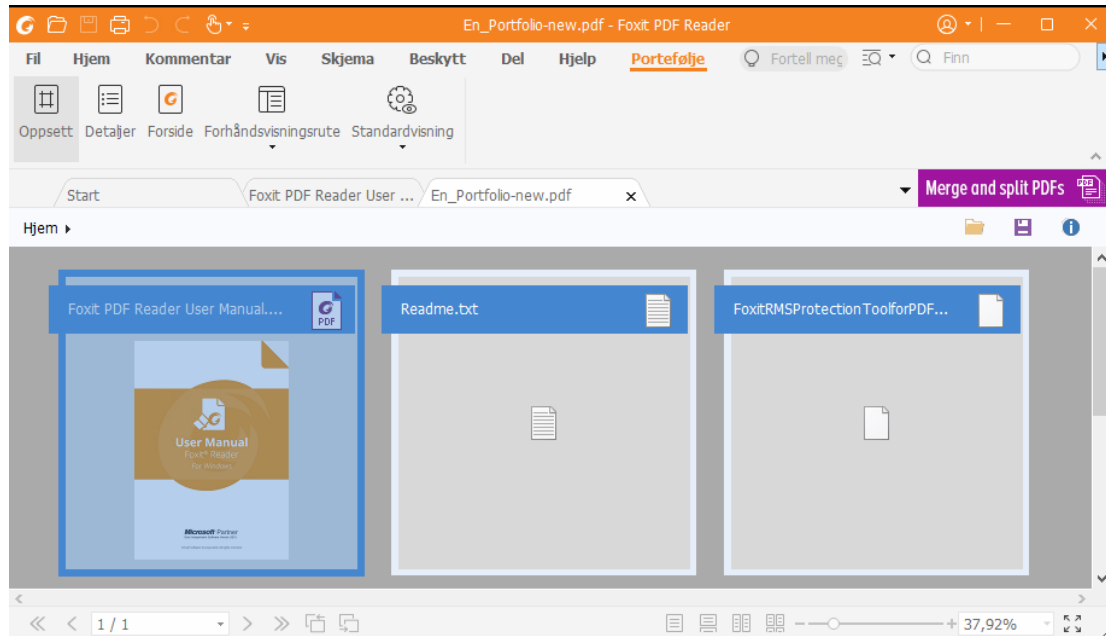 En_Portfolio-new.pdf - Foxit PDF Reader
Fil Hjem Kommentar Vis Skjema Beskytt Del Hjelp Portefølje Fortell meg Finn
Oppsett Detaljer Forside Forhåndsvisningsrute Standardvisning
Start Foxit PDF Reader User ... En_Portfolio-new.pdf Merge and split PDFs
Hjem
Foxit PDF Reader User Manual.... PDF Readme.txt FoxitRMSProtectionToolforPDF...
User Manual
Foxit® Reader
For Windows
Microsoft Partner
1 / 1 37,92%